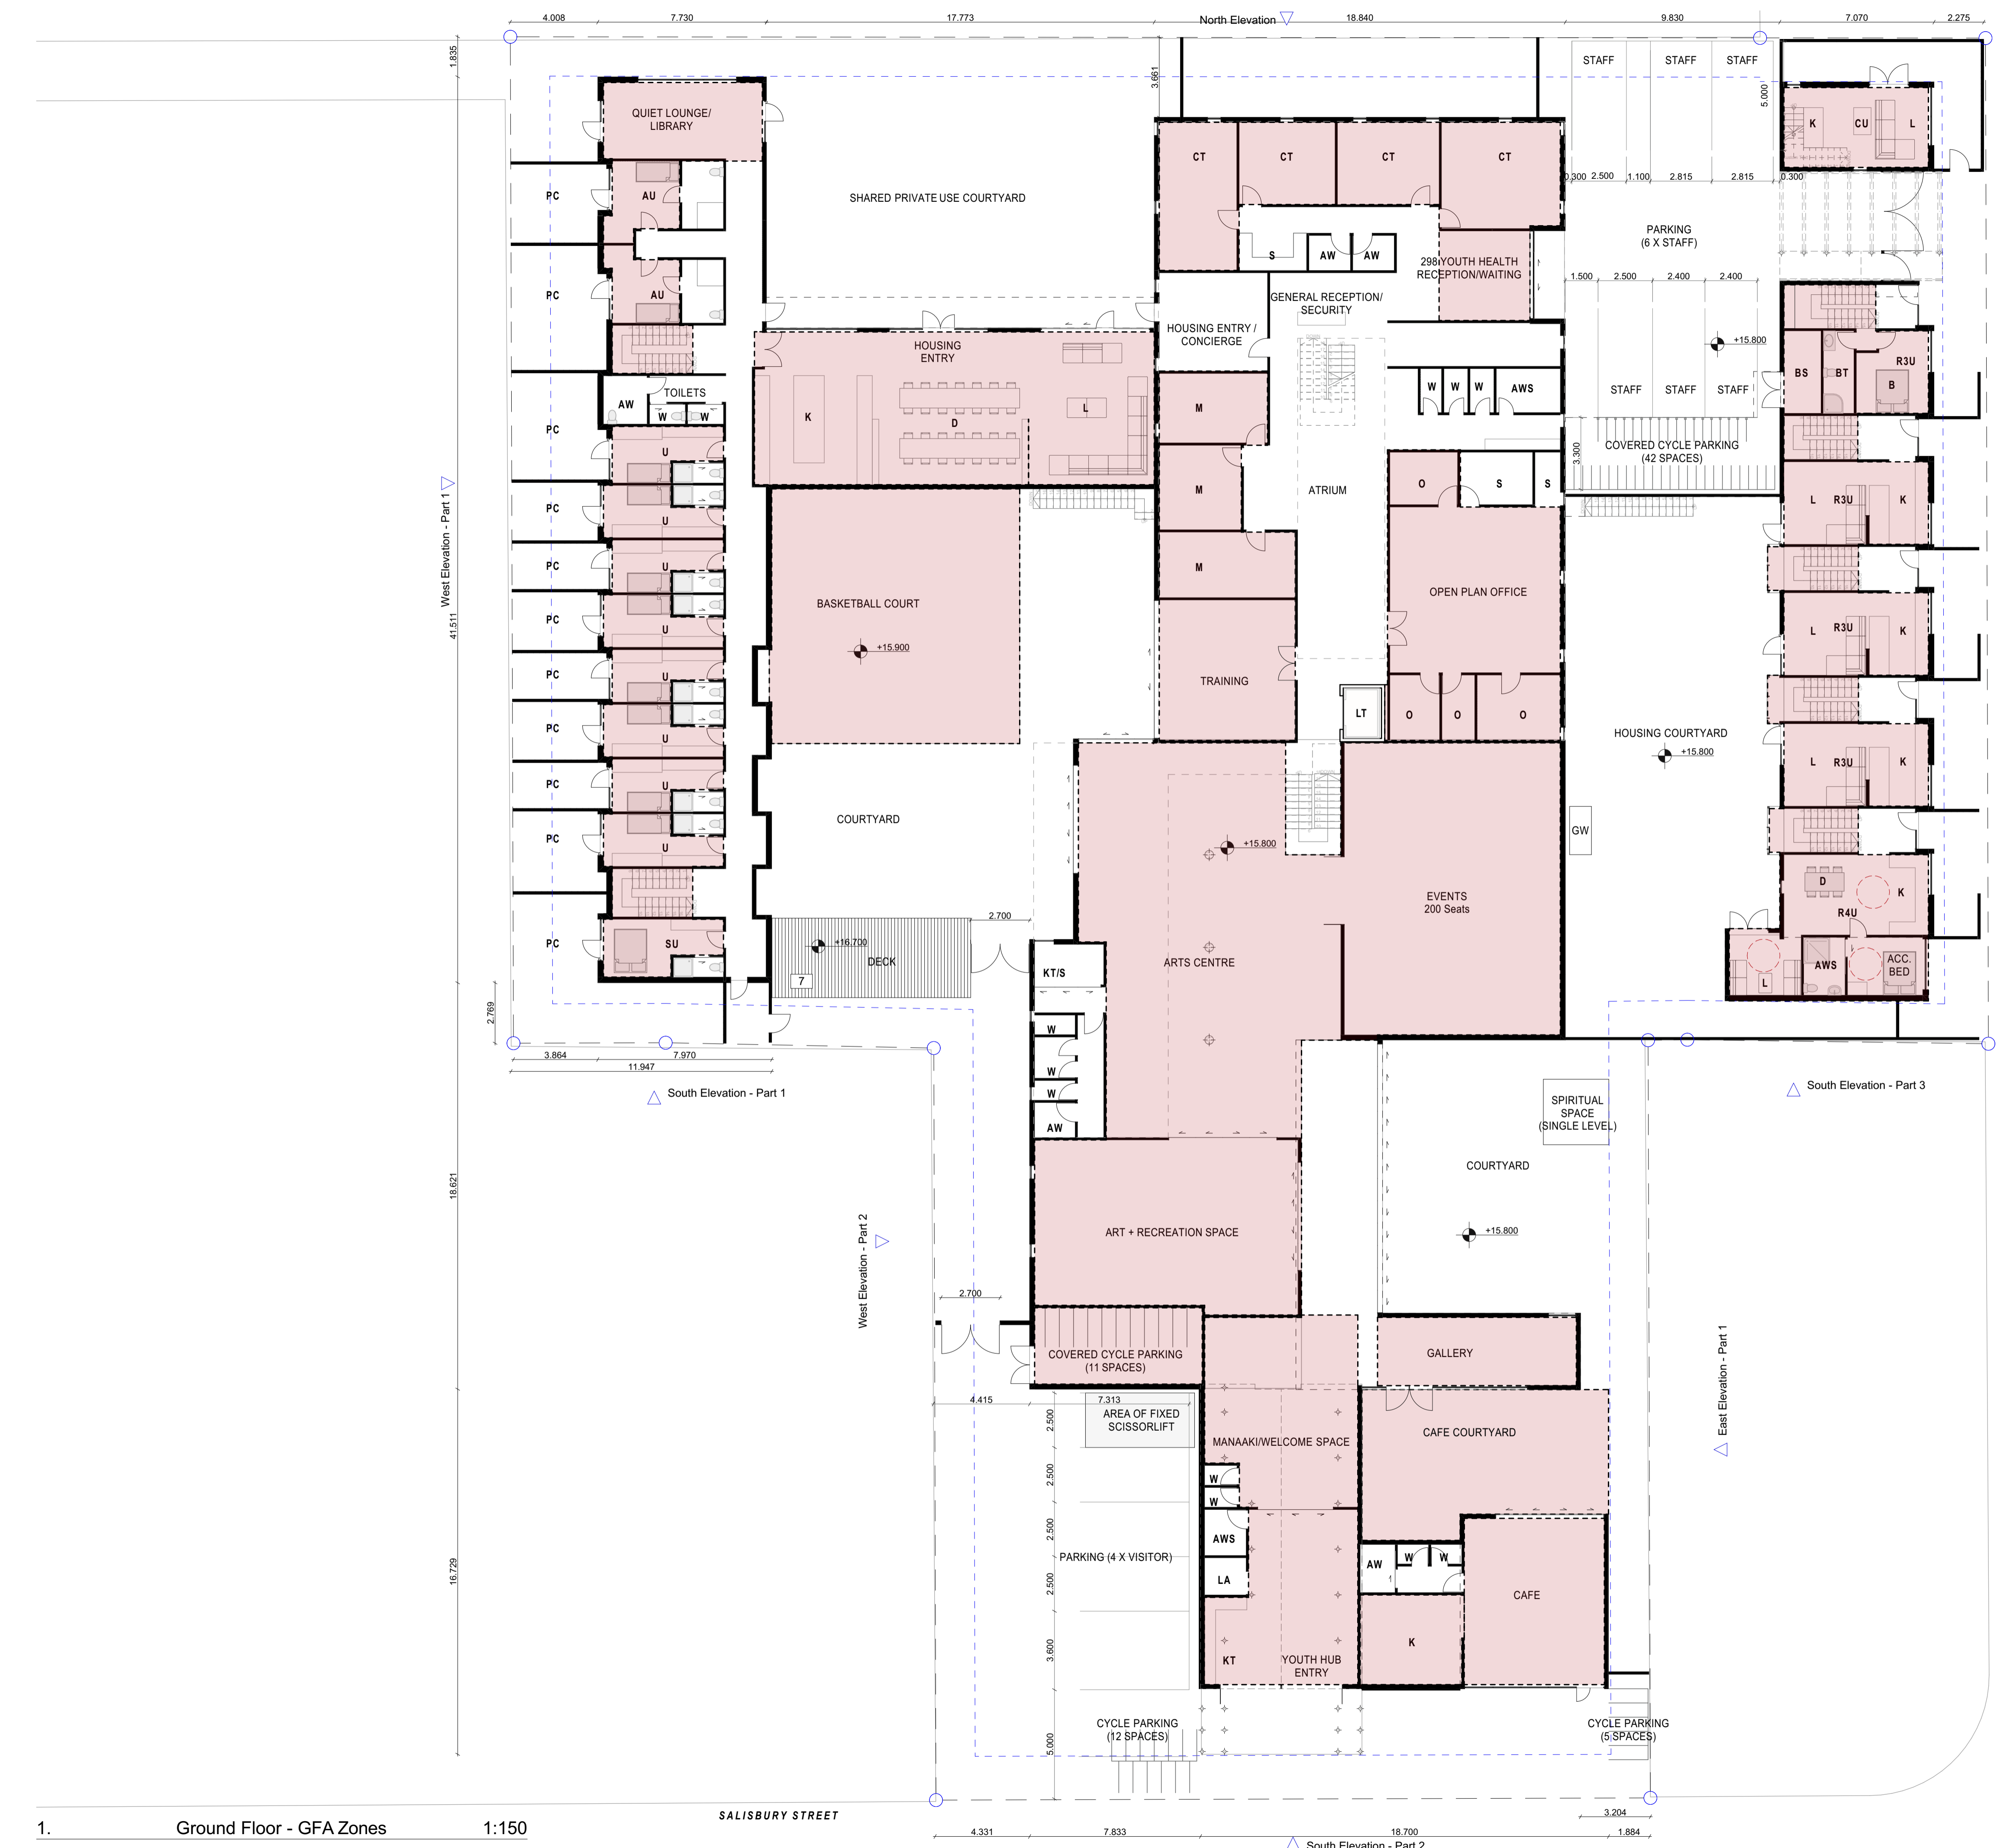 4.008
7.730
17.773
North Elevation
18.840
9.830
7.070
2.275
1.835
3.661
STAFF
STAFF
STAFF
5.000
QUIET LOUNGE/
LIBRARY
K
CU
L
CT
CT
CT
CT
0.300
2.500
1.100
2.815
2.815
0.300
PC
AU
SHARED PRIVATE USE COURTYARD
PARKING
(6 X STAFF)
S
AW
AW
298 YOUTH HEALTH
RECEPTION/WAITING
1.500
2.500
2.400
2.400
PC
AU
GENERAL RECEPTION/
SECURITY
HOUSING ENTRY /
CONCIERGE
HOUSING
ENTRY
+15.800
R3U
BS
BT
B
TOILETS
AW
W
W
K
D
L
M
W
W
W
AWS
STAFF
STAFF
STAFF
PC
U
3.300
COVERED CYCLE PARKING
(42 SPACES)
West Elevation - Part 1
M
ATRIUM
O
S
S
L
R3U
K
PC
U
PC
U
M
BASKETBALL COURT
OPEN PLAN OFFICE
41.511
PC
U
L
R3U
K
+15.900
PC
U
TRAINING
LT
O
O
O
PC
U
HOUSING COURTYARD
+15.800
L
R3U
K
PC
U
COURTYARD
GW
PC
U
+15.800
D
K
EVENTS
200 Seats
R4U
2.700
PC
SU
+16.700
DECK
7
KT/S
ARTS CENTRE
L
AWS
ACC.
BED
2.769
W
W
W
AW
3.864
7.970
11.947
South Elevation - Part 1
South Elevation - Part 3
SPIRITUAL
SPACE
(SINGLE LEVEL)
COURTYARD
18.621
ART + RECREATION SPACE
+15.800
West Elevation - Part 2
2.700
COVERED CYCLE PARKING
(11 SPACES)
GALLERY
East Elevation - Part 1
4.415
7.313
AREA OF FIXED
SCISSORLIFT
2.500
MANAAKI/WELCOME SPACE
CAFE COURTYARD
2.500
W
W
2.500
AWS
PARKING (4 X VISITOR)
AW
W
W
2.500
LA
CAFE
16.729
3.600
KT
YOUTH HUB
ENTRY
K
CYCLE PARKING
(12 SPACES)
CYCLE PARKING
(5 SPACES)
5.000
SALISBURY STREET
3.204
1.
Ground Floor - GFA Zones
1:150
4.331
7.833
18.700
1.884
South Elevation - Part 2